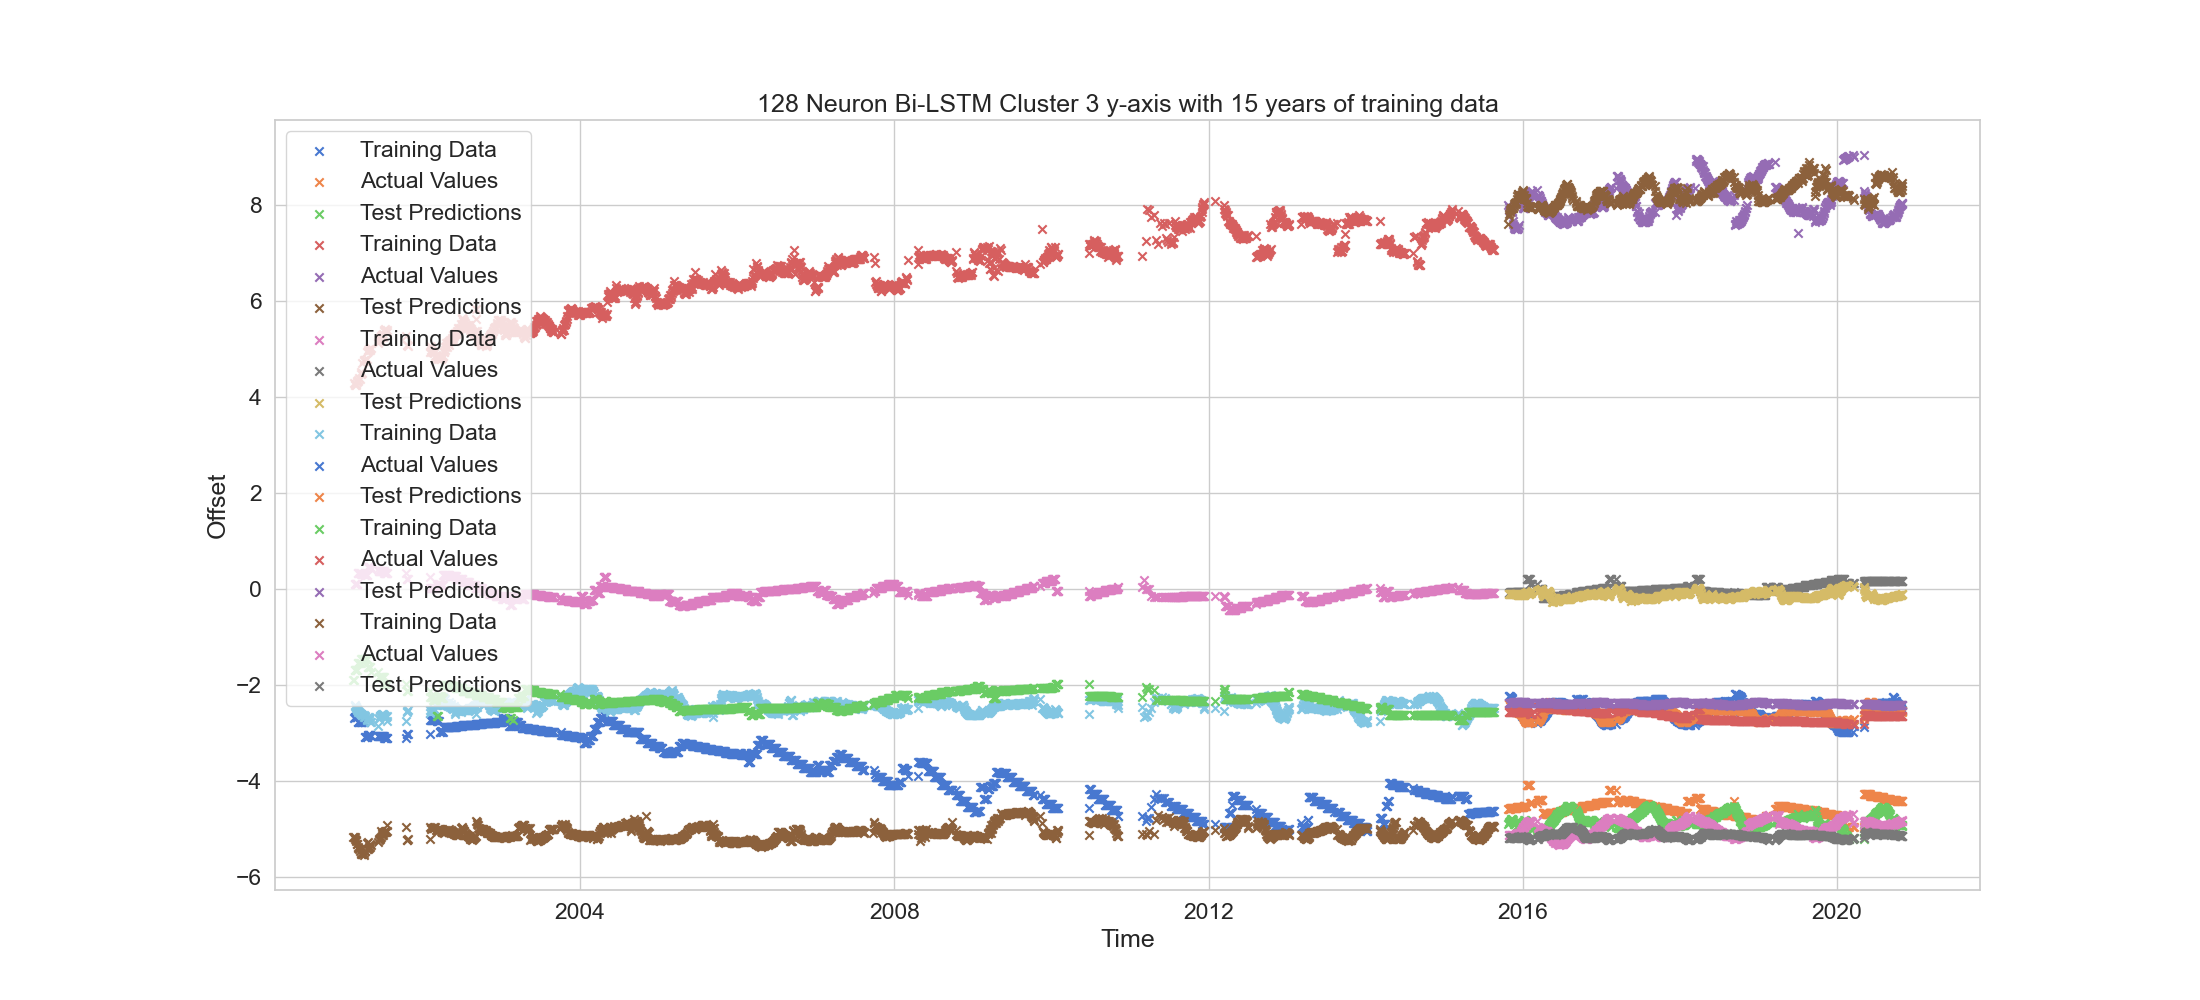 128 Neuron Bi-LSTM Cluster 3 y-axis with 15 years of training data
Training Data
Actual Values
Test Predictions
Training Data
Actual Values
Test Predictions
Training Data
Actual Values
Test Predictions
Training Data
Actual Values
Test Predictions
Training Data
Actual Values
Test Predictions
Training Data
Actual Values
Test Predictions
Offset
8
6
4
2
0
−2
−4
−6
2004 2008 2012 2016 2020
Time